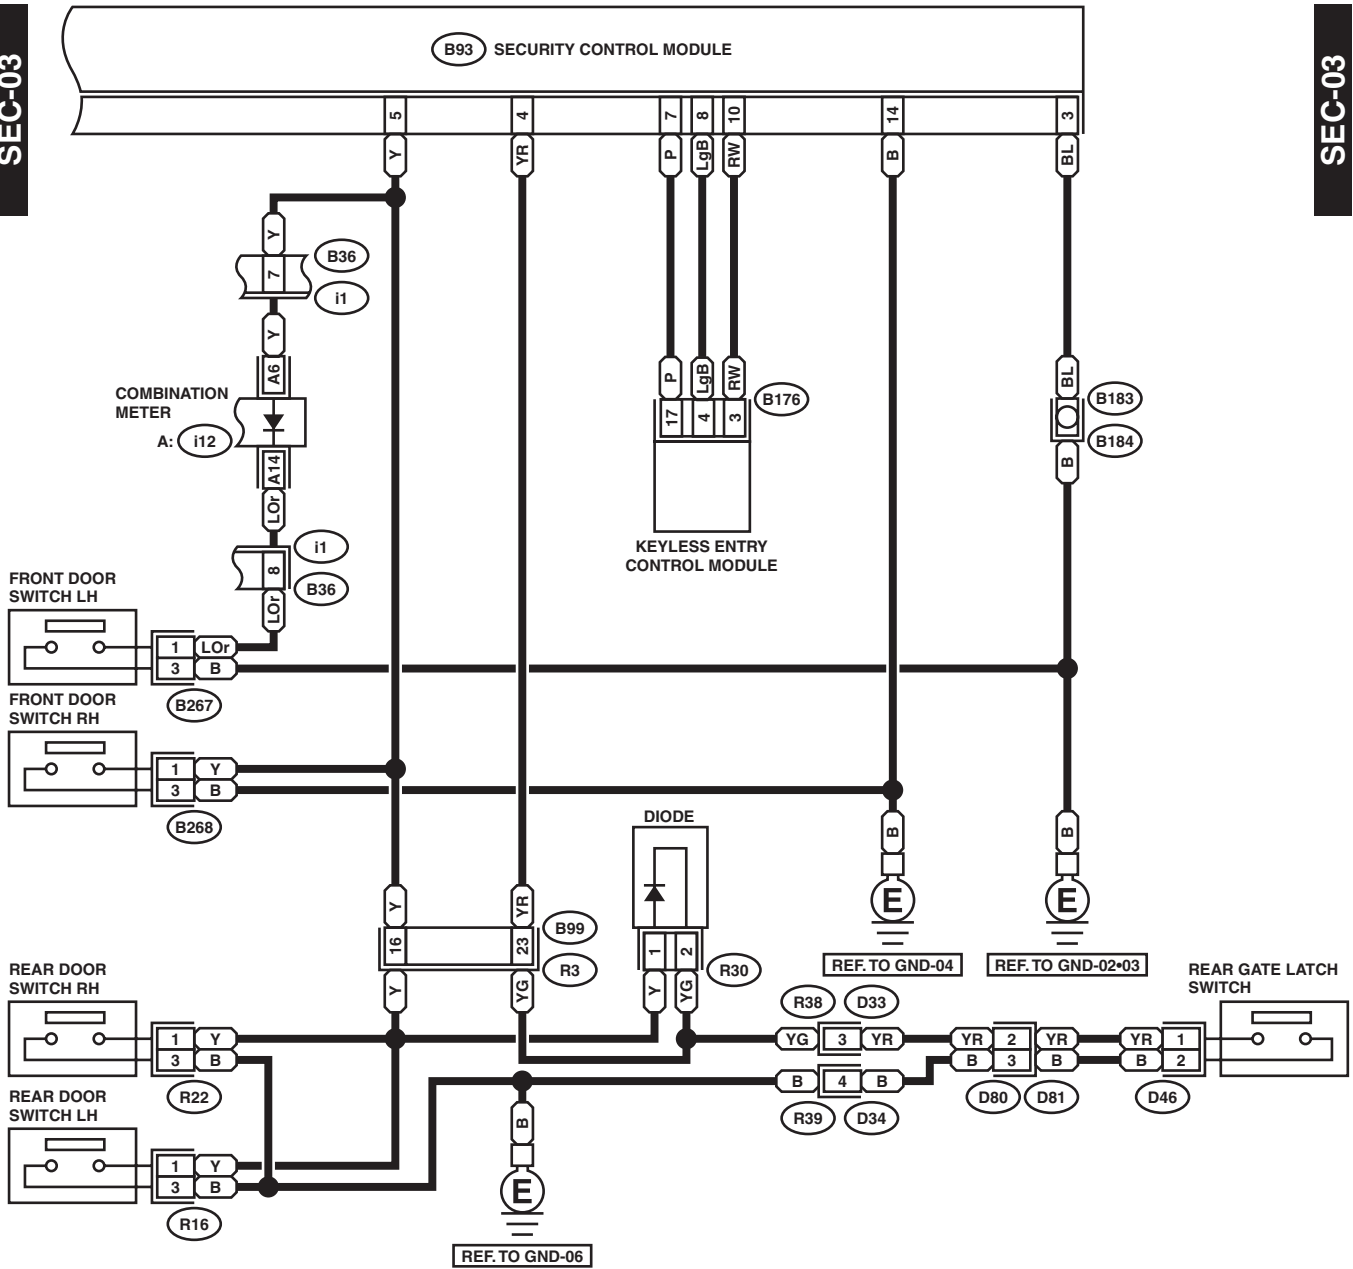 SEC-03
SEC-03
B93 SECURITY CONTROL MODULE
5 4 7 8 10 14 3
Y YR P LgB RW B BL
Y
7
B36
i1
Y
A6
COMBINATION
METER
A: i12
A14
LOr
i1
8
B36
LOr
P LgB RW
17 4 3
B176
KEYLESS ENTRY
CONTROL MODULE
BL
B183
B184
B
FRONT DOOR
SWITCH LH
1 LOr
3 B
B267
FRONT DOOR
SWITCH RH
1 Y
3 B
B268
DIODE
B B
E E
REF. TO GND-04
REF. TO GND-02•03
Y YR
16 23
B99
R3
Y YG
1 2
R30
Y YG
REAR DOOR
SWITCH RH
1 Y
3 B
R22
REAR DOOR
SWITCH LH
1 Y
3 B
R16
B
E
REF. TO GND-06
R38 D33
YG 3 YR
B 4 B
R39 D34
YR 2 YR
B 3 B
D80 D81
REAR GATE LATCH
SWITCH
YR 1
B 2
D46